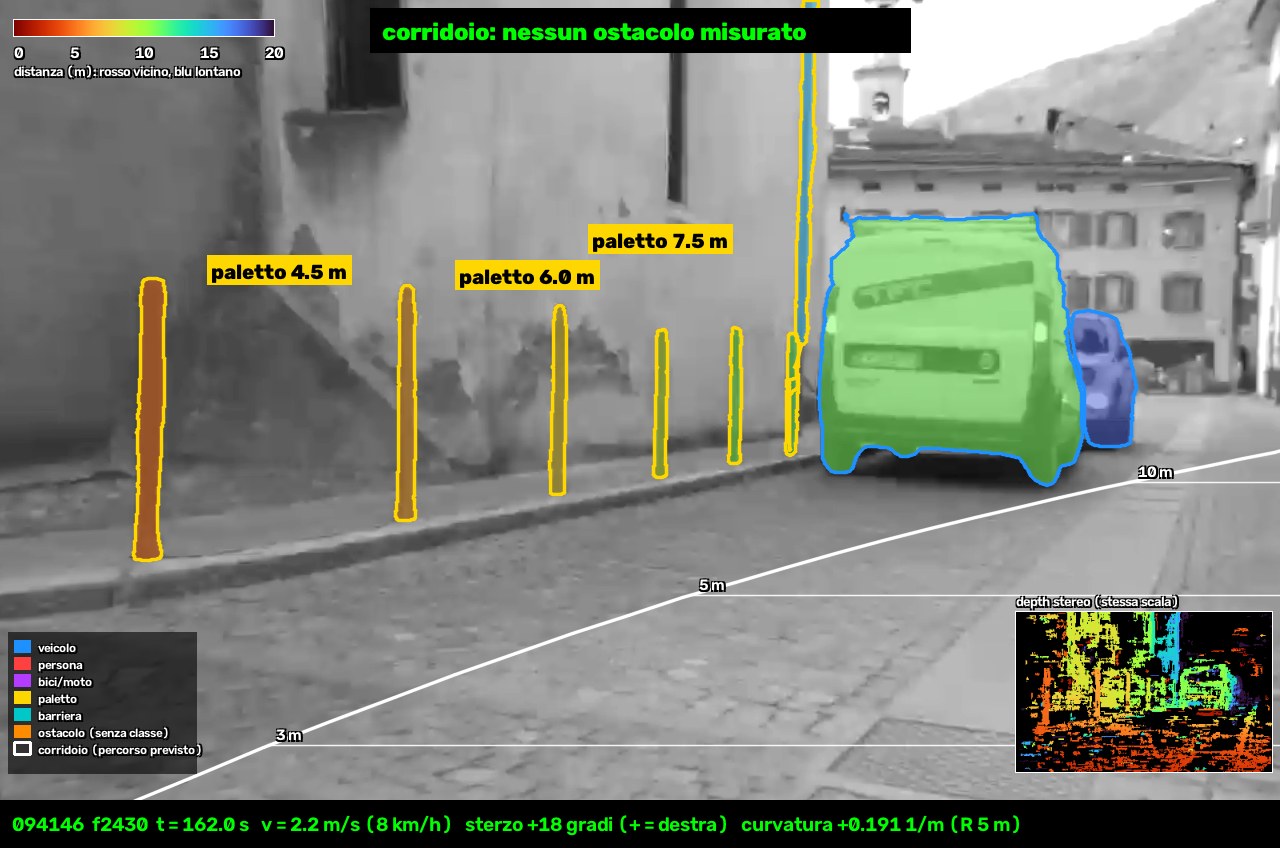 corridoio: nessun ostacolo misurato
0 5 10 15 20
distanza (m): rosso vicino, blu lontano
paletto 7.5 m
paletto 4.5 m
paletto 6.0 m
10 m
5 m
depth stereo (stessa scala)
3 m
veicolo
persona
bici/moto
paletto
barriera
ostacolo (senza classe)
corridoio (percorso previsto)
094146 f2430 t=162.0 s v=2.2 m/s (8 km/h) sterzo +18 gradi (+=destra) curvatura +0.191 1/m (R 5 m)